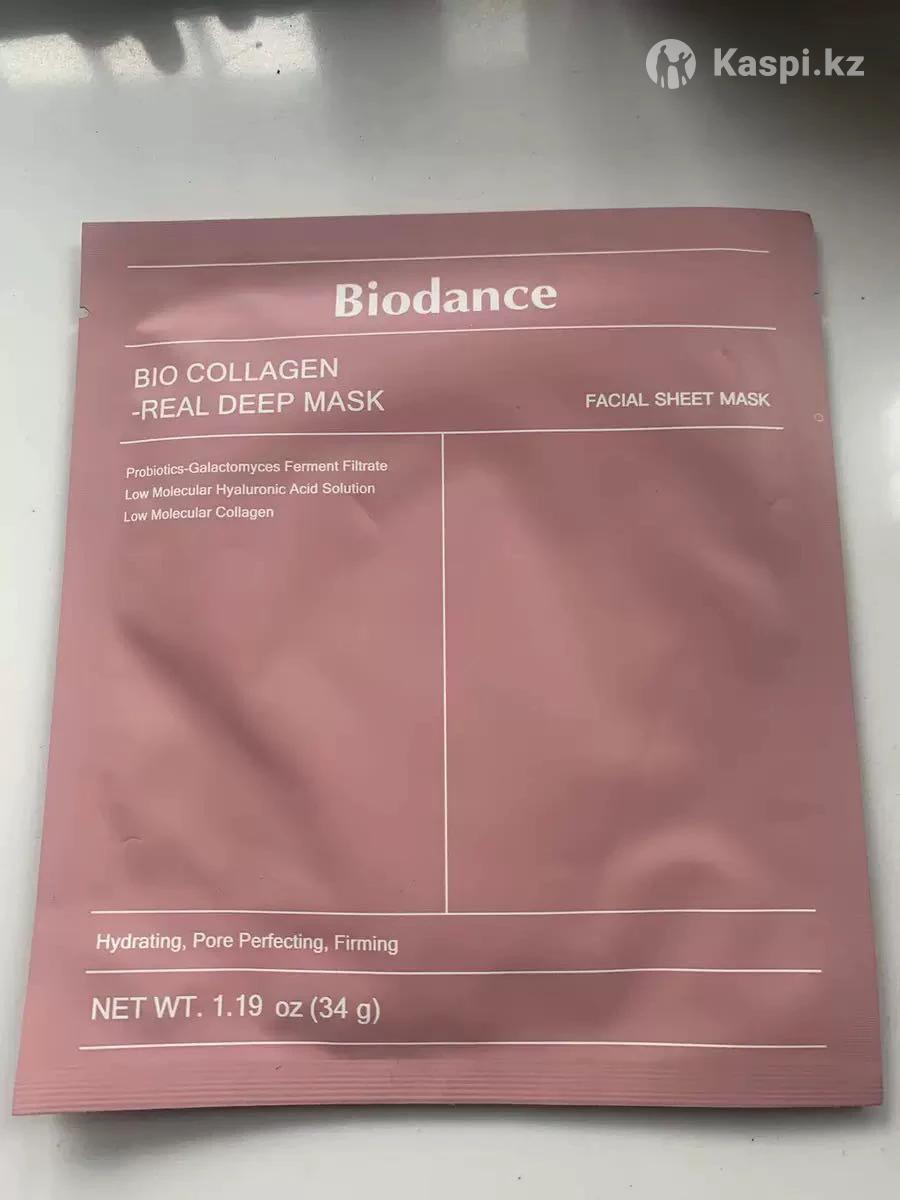 Kaspi.kz
Biodance
BIO COLLAGEN
-REAL DEEP MASK
FACIAL SHEET MASK
Probiotics-Galactomyces Ferment Filtrate
Low Molecular Hyaluronic Acid Solution
Low Molecular Collagen
Hydrating, Pore Perfecting, Firming
NET WT. 1.19 oz (34 g)